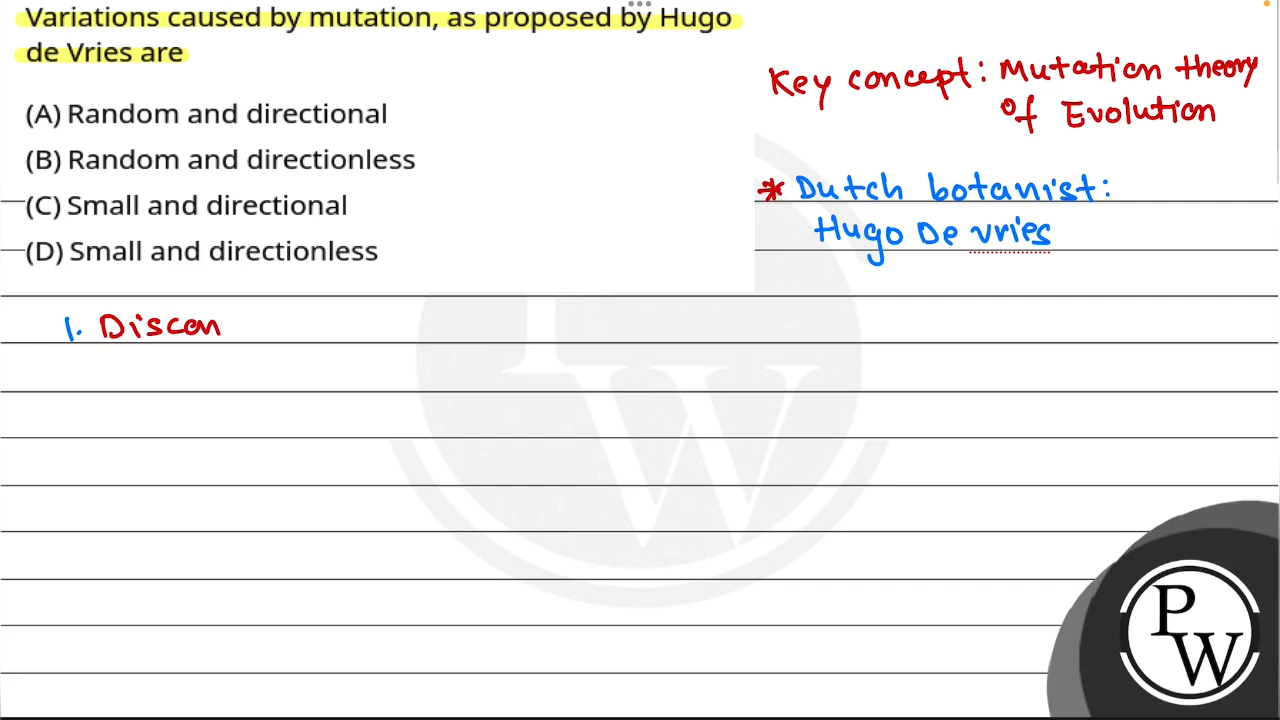 Variations caused by mutation, as proposed by Hugo
de Vries are
(A) Random and directional
(B) Random and directionless
(C) Small and directional
(D) Small and directionless
Key concept: Mutation theory
of Evolution
* Dutch botanist:
Hugo De vries
1. Discon
PW